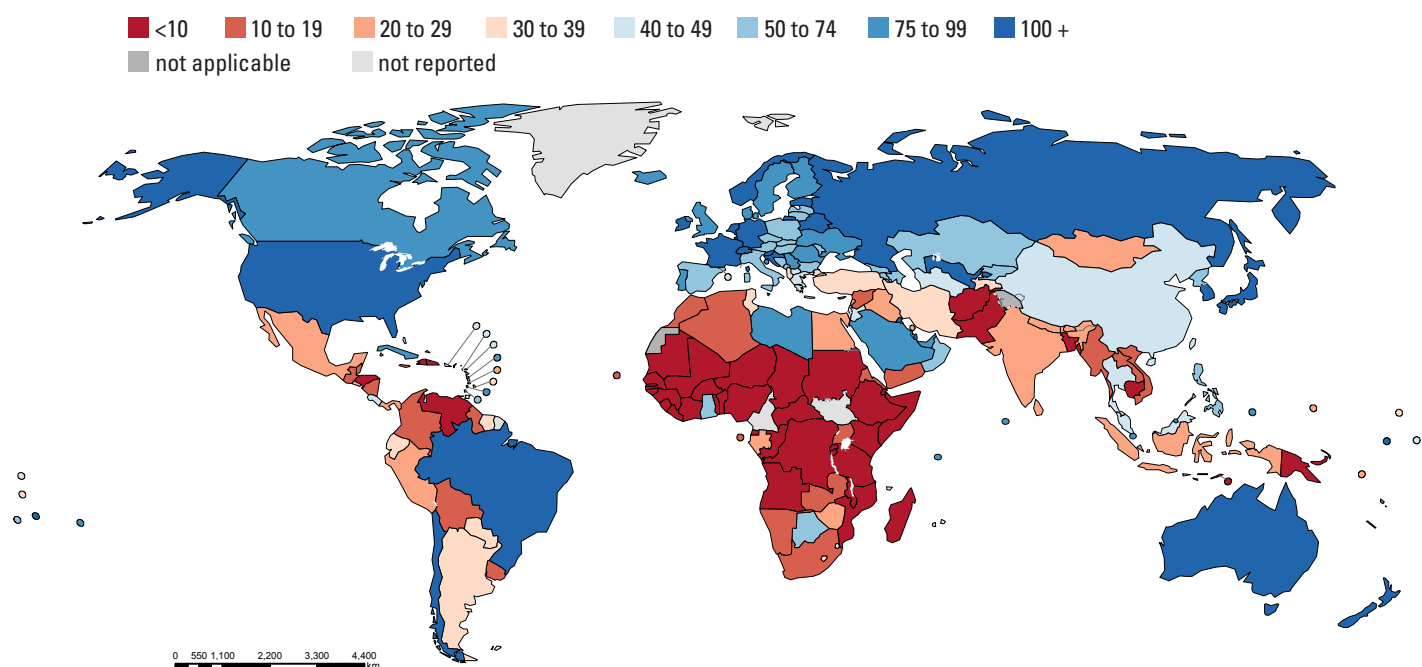 <10 10 to 19 20 to 29 30 to 39 40 to 49 50 to 74 75 to 99 100 +
not applicable not reported
0 550 1,100 2,200 3,300 4,400
km